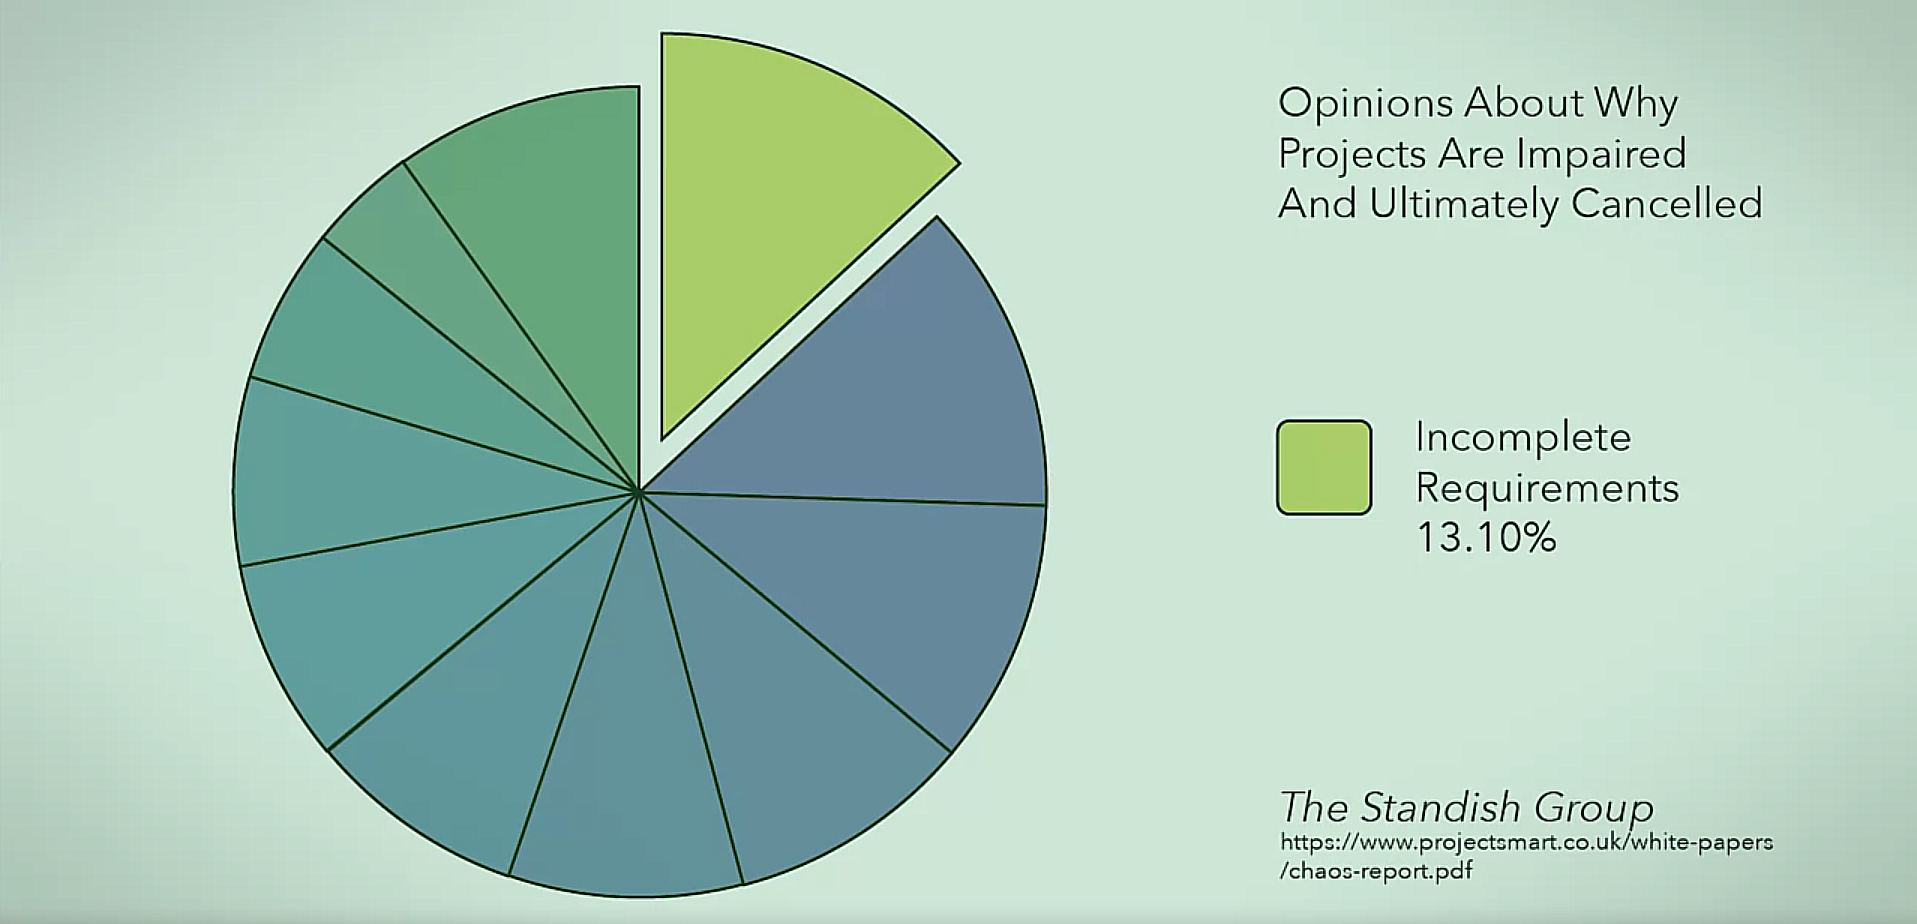 Opinions About Why
Projects Are Impaired
And Ultimately Cancelled
Incomplete
Requirements
13.10%
The Standish Group
https://www.projectsmart.co.uk/white-papers
/chaos-report.pdf